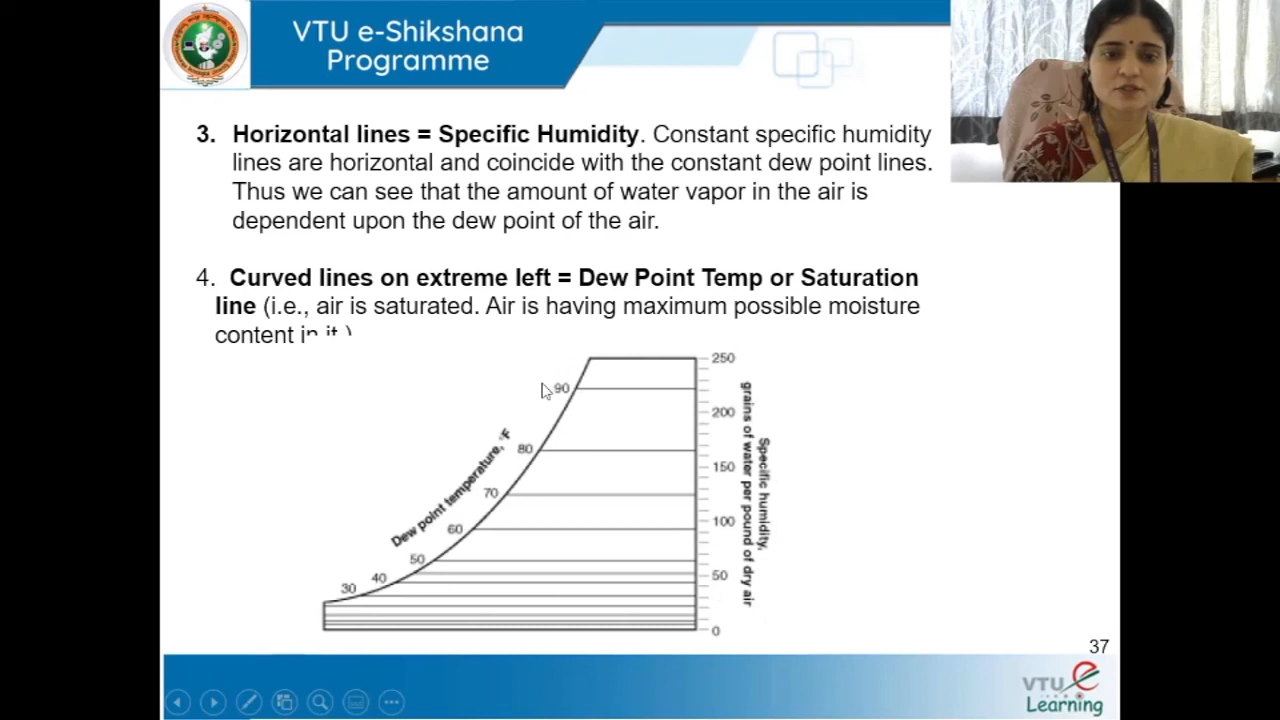 VTU e-Shikshana
Programme
3. Horizontal lines = Specific Humidity. Constant specific humidity
lines are horizontal and coincide with the constant dew point lines.
Thus we can see that the amount of water vapor in the air is
dependent upon the dew point of the air.
4. Curved lines on extreme left = Dew Point Temp or Saturation
line (i.e., air is saturated. Air is having maximum possible moisture
content in it.)
Dew point temperature, °F
30
40
50
60
70
80
90
250
200
150
100
50
0
Specific humidity,
grains of water per pound of dry air
37
VTU e
Learning